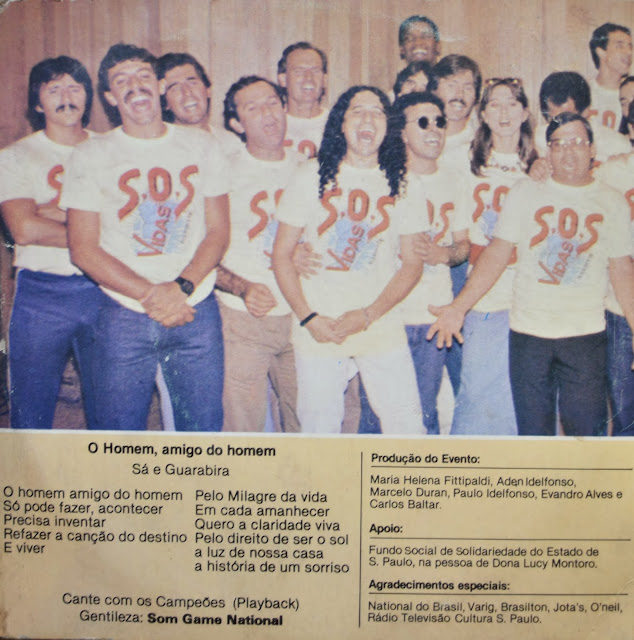 S.O.S
VIDAS
S.O.S
VIDAS
S.O.S
VIDAS
O Homem, amigo do homem
Sá e Guarabira
O homem amigo do homem
Só pode fazer, acontecer
Precisa inventar
Refazer a canção do destino
E viver
Pelo Milagre da vida
Em cada amanhecer
Quero a claridade viva
Pelo direito de ser o sol
a luz de nossa casa
a história de um sorriso
Cante com os Campeões (Playback)
Gentileza: Som Game National
Produção do Evento:
Maria Helena Fittipaldi, Aden Idelfonso,
Marcelo Duran, Paulo Idelfonso, Evandro Alves e
Carlos Baltar.
Apoio:
Fundo Social de Solidariedade do Estado de
S. Paulo, na pessoa de Dona Lucy Montoro.
Agradecimentos especiais:
National do Brasil, Varig, Brasilton, Jota's, O'neil,
Rádio Televisão Cultura S. Paulo.